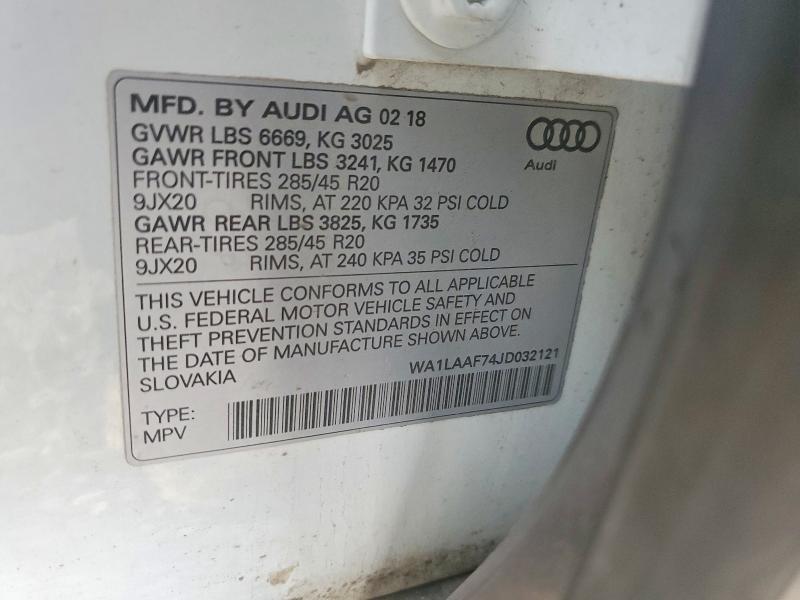 MFD. BY AUDI AG 02 18
GVWR LBS 6669, KG 3025
GAWR FRONT LBS 3241, KG 1470
FRONT-TIRES 285/45 R20
9JX20 RIMS, AT 220 KPA 32 PSI COLD
GAWR REAR LBS 3825, KG 1735
REAR-TIRES 285/45 R20
9JX20 RIMS, AT 240 KPA 35 PSI COLD
Audi
THIS VEHICLE CONFORMS TO ALL APPLICABLE
U.S. FEDERAL MOTOR VEHICLE SAFETY AND
THEFT PREVENTION STANDARDS IN EFFECT ON
THE DATE OF MANUFACTURE SHOWN ABOVE.
SLOVAKIA
WA1LAAF74JD032121
TYPE:
MPV